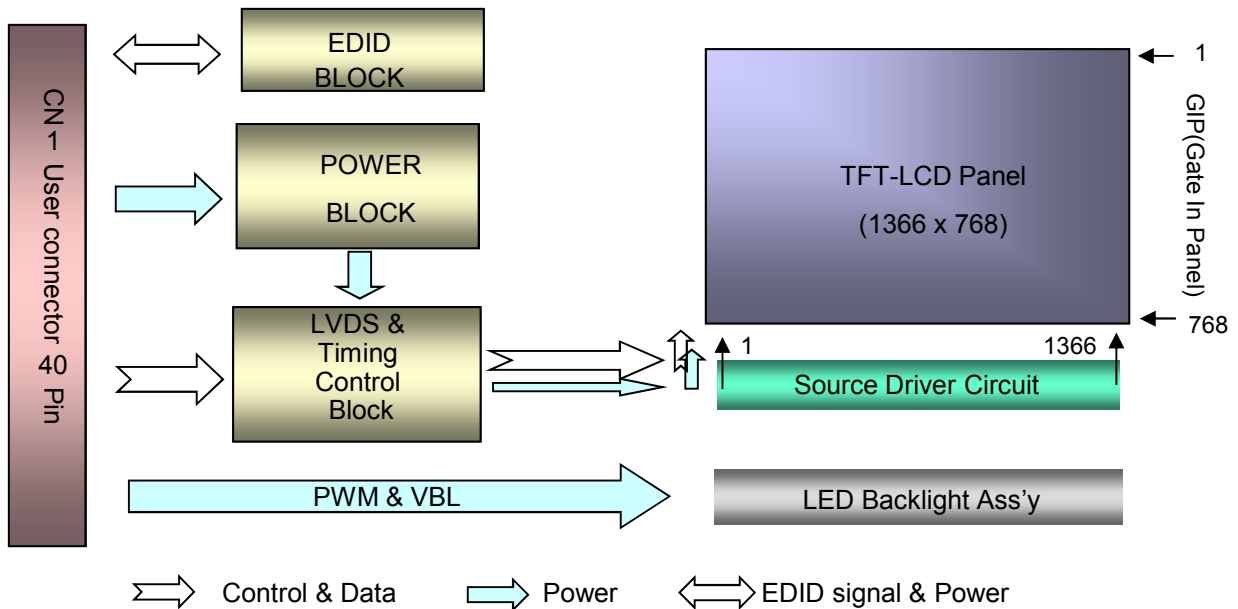 CN 1 User connector 40 Pin
EDID
BLOCK
POWER
BLOCK
LVDS &
Timing
Control
Block
PWM & VBL
TFT-LCD Panel
(1366 x 768)
1
GIP(Gate In Panel)
768
1
1366
Source Driver Circuit
LED Backlight Ass’y
Control & Data
Power
EDID signal & Power